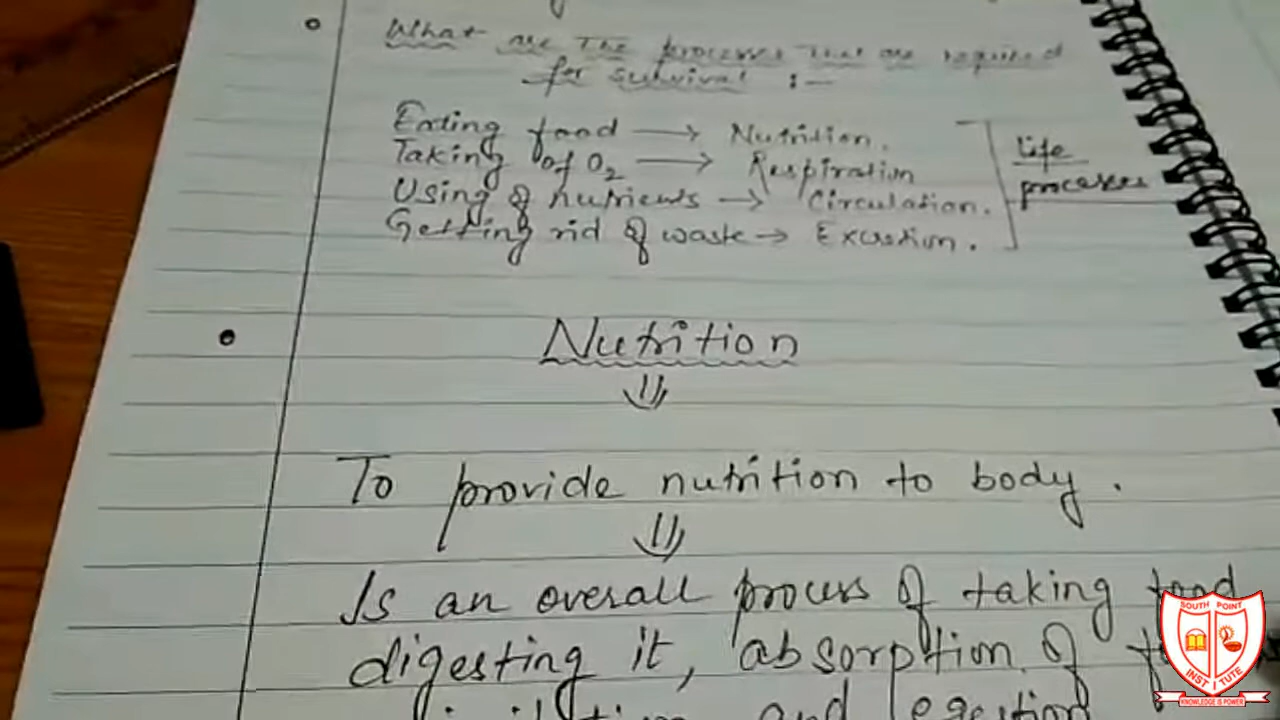 What are The processes that are required
for survival :-
Eating food → Nutrition.
Taking of O₂ → Respiration
Using of nutrients → Circulation.
Getting rid of waste → Excretion.
Life
processes
Nutrition
To provide nutrition to body.
Is an overall process of taking food
digesting it, absorption of
and egestion
SOUTH POINT
INSTITUTE
KNOWLEDGE IS POWER